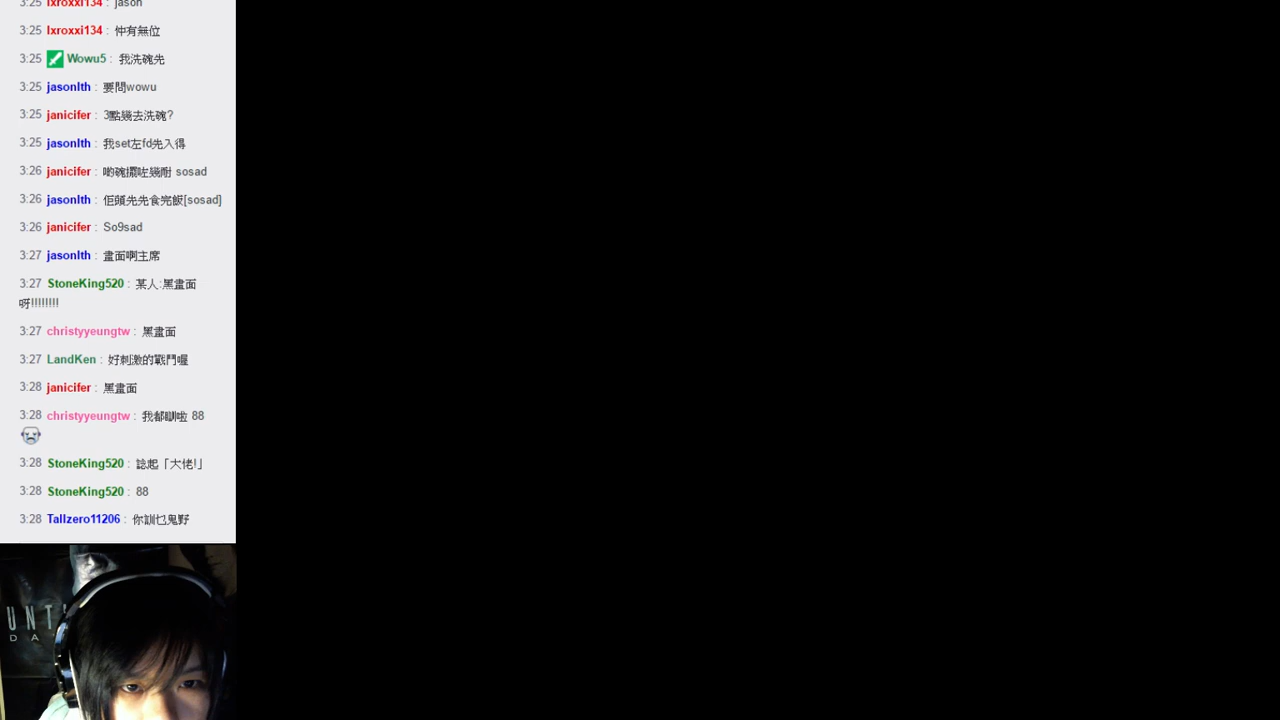 3:25 lxroxxi134 : jason
3:25 lxroxxi134 : 仲有無位
3:25 Wowu5 : 我洗碗先
3:25 jasonlth : 要問wowu
3:25 janicifer : 3點幾去洗碗?
3:25 jasonlth : 我set左fd先入得
3:26 janicifer : 啲碗擺咗幾耐 sosad
3:26 jasonlth : 佢頭先先食完飯[sosad]
3:26 janicifer : So9sad
3:27 jasonlth : 畫面啊主席
3:27 StoneKing520 : 某人:黑畫面
呀!!!!!!!!
3:27 christyyeungtw : 黑畫面
3:27 LandKen : 好刺激的戰鬥喔
3:28 janicifer : 黑畫面
3:28 christyyeungtw : 我都瞓啦 88
3:28 StoneKing520 : 諗起「大佬!」
3:28 StoneKing520 : 88
3:28 Tallzero11206 : 你訓乜鬼野
UNT
DA